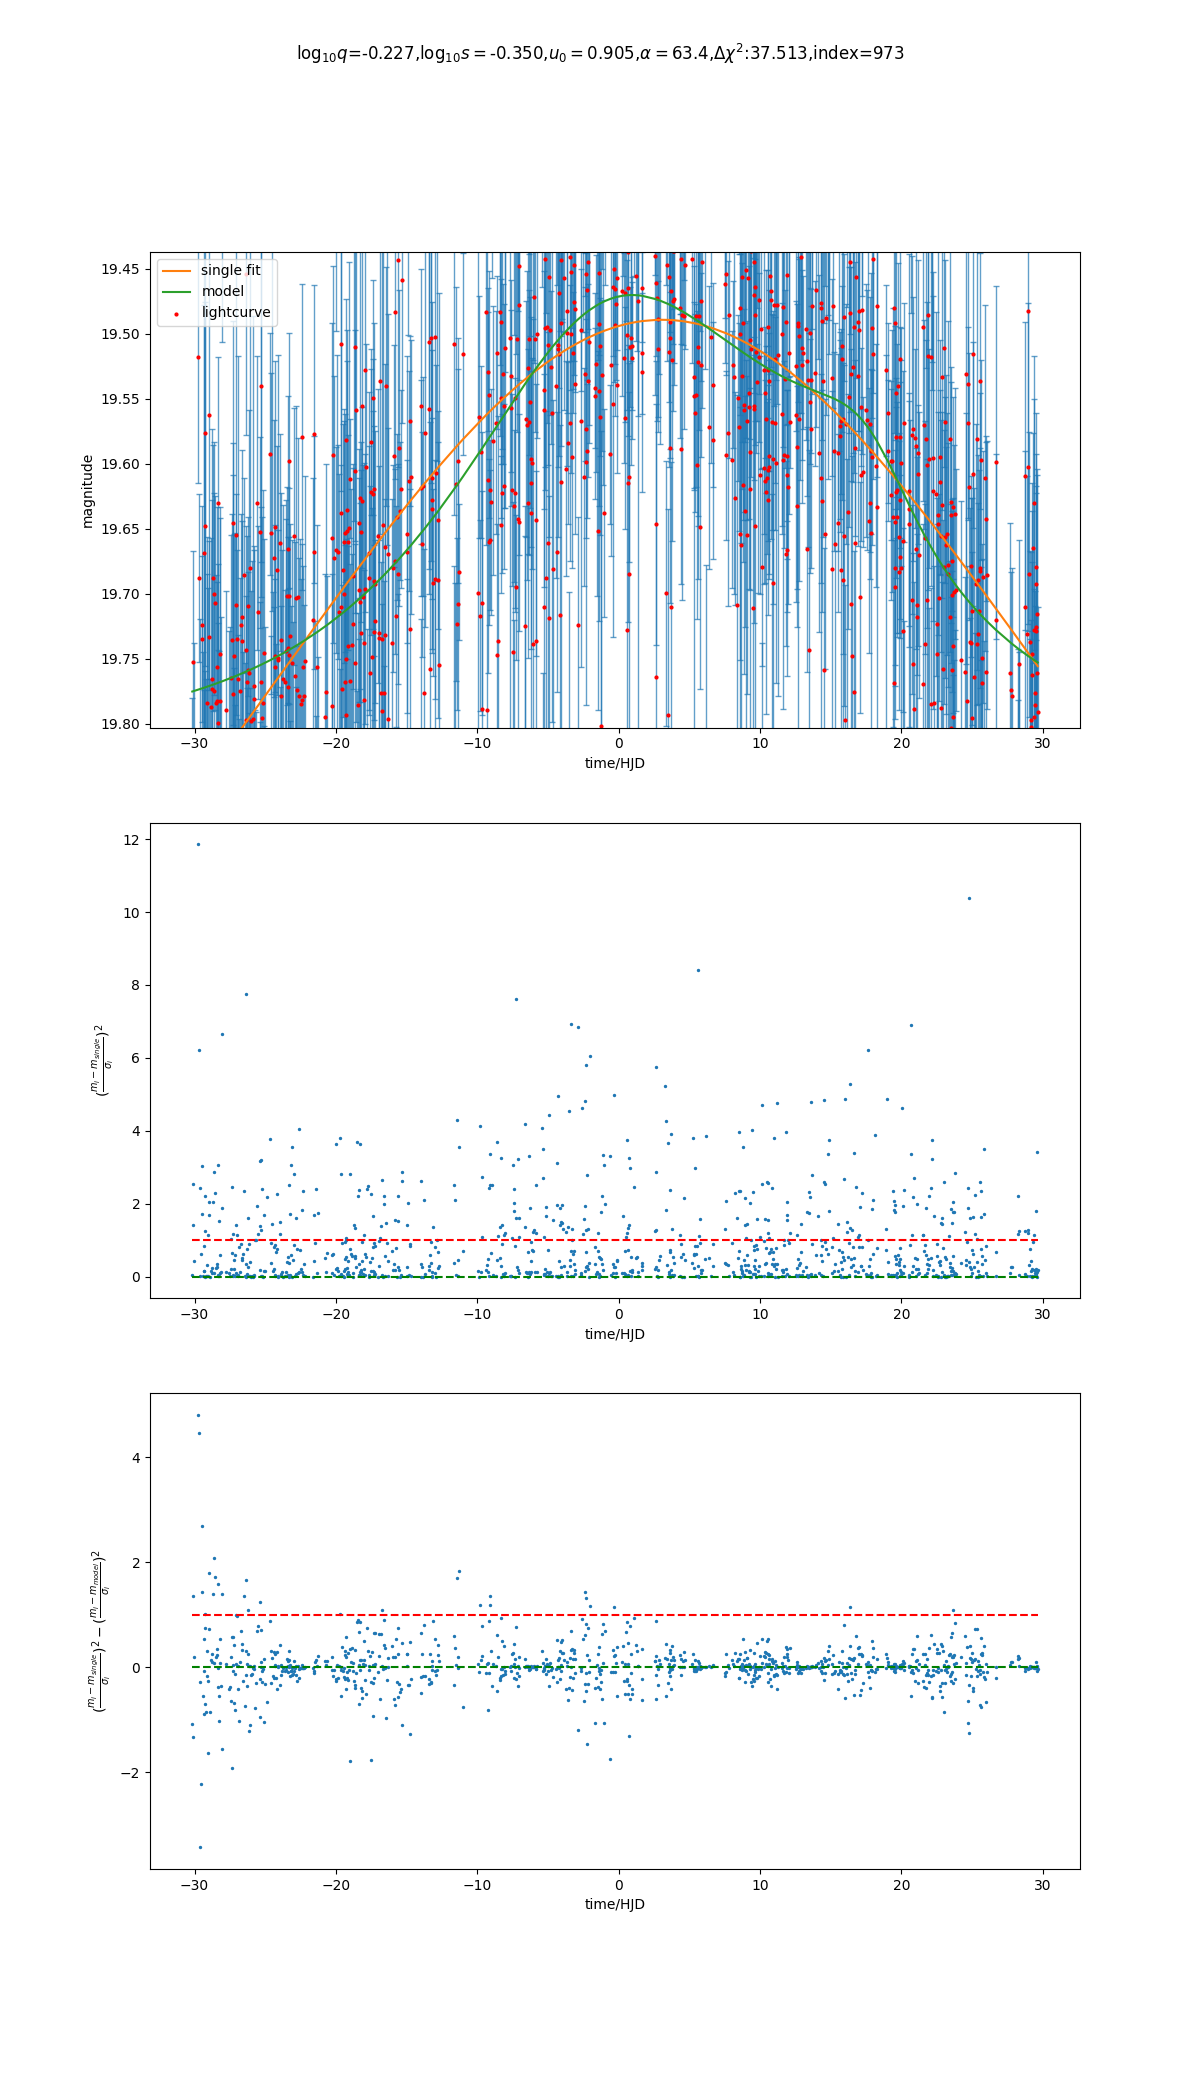 log₁₀q=-0.227,log₁₀s=-0.350,u₀=0.905,α=63.4,Δχ²:37.513,index=973
single fit
model
lightcurve
19.45
19.50
19.55
19.60
19.65
19.70
19.75
19.80
magnitude
−30 −20 −10 0 10 20 30
time/HJD
12
10
8
6
4
2
0
(mᵢ−m_single/σᵢ)²
−30 −20 −10 0 10 20 30
time/HJD
4
2
0
−2
(mᵢ−m_single/σᵢ)² − (mᵢ−m_model/σᵢ)²
−30 −20 −10 0 10 20 30
time/HJD